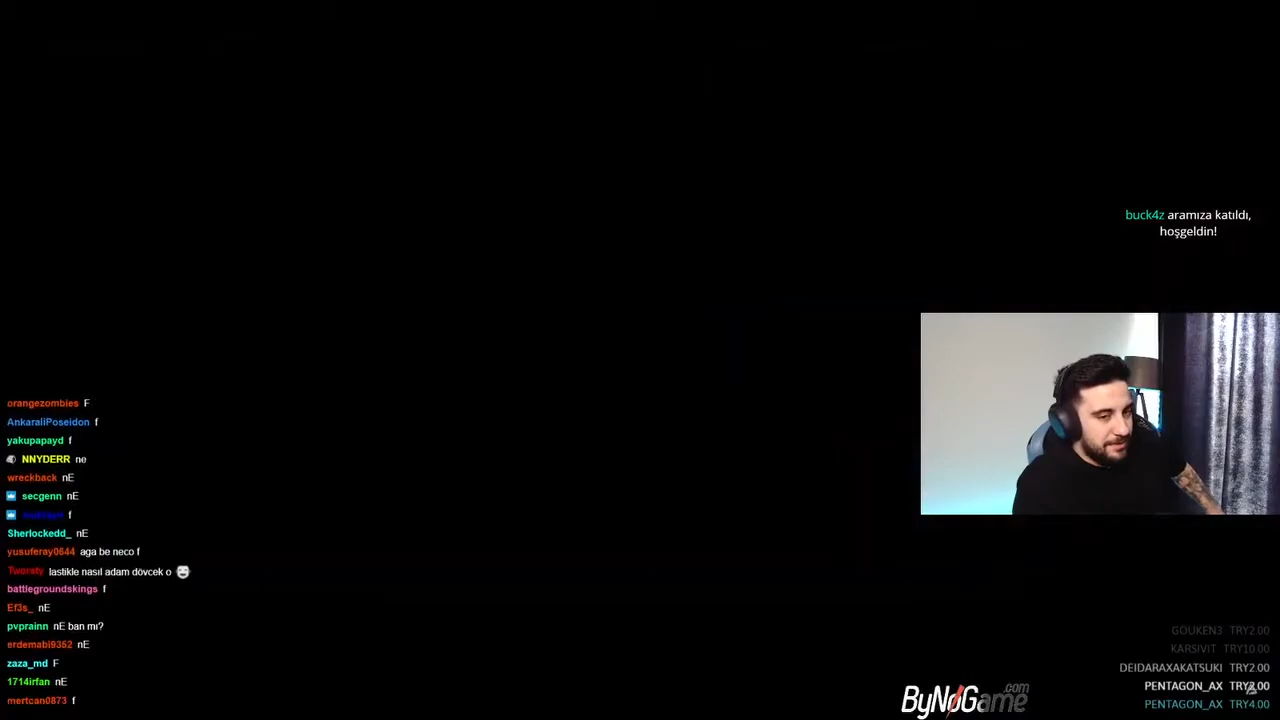 buck4z aramıza katıldı,
hoşgeldin!
orangezombies F
AnkaraliPoseidon f
yakupapayd f
NNYDERR ne
wreckback nE
secgenn nE
f
Sherlockedd_ nE
yusuferay0644 aga be neco f
Tworsty lastikle nasıl adam dövcek o
battlegroundskings f
Ef3s_ nE
pvprainn nE ban mı?
erdemabi9352 nE
zaza_md F
1714irfan nE
mertcan0873 f
GOUKEN3 TRY2.00
KARSIVIT TRY10.00
DEIDARAXAKATSUKI TRY2.00
PENTAGON_AX TRY2.00
PENTAGON_AX TRY4.00
ByNoGame.com